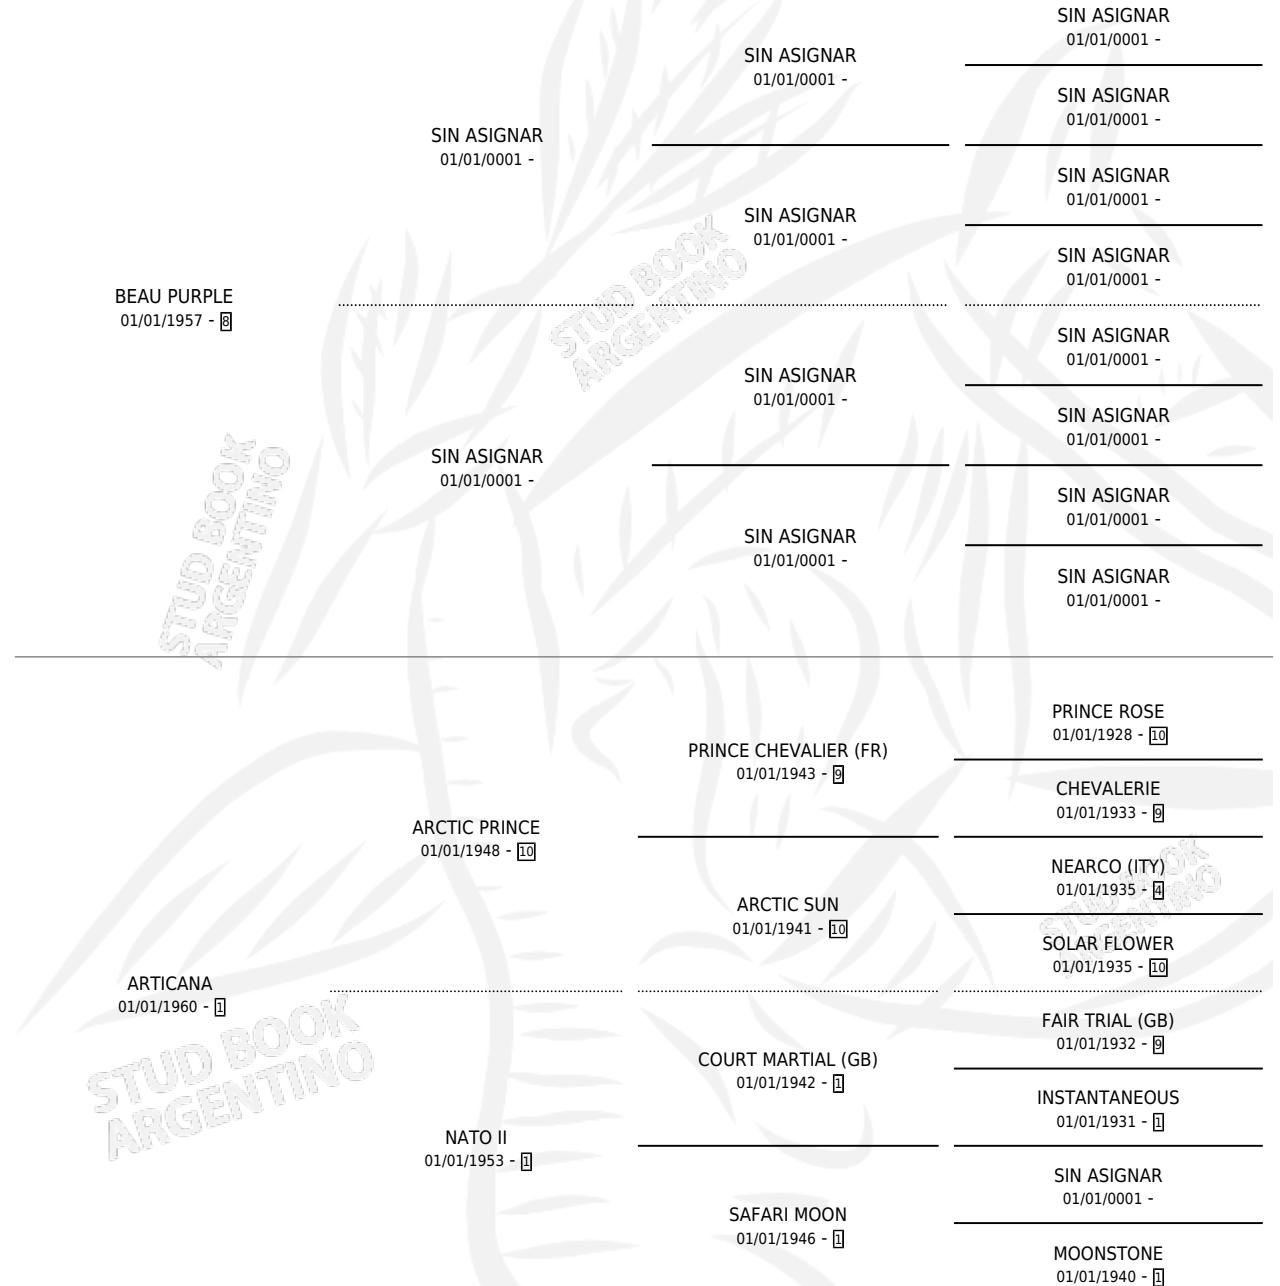 SIN ASIGNAR
01/01/0001 -
SIN ASIGNAR
01/01/0001 -
SIN ASIGNAR
01/01/0001 -
SIN ASIGNAR
01/01/0001 -
SIN ASIGNAR
01/01/0001 -
SIN ASIGNAR
01/01/0001 -
SIN ASIGNAR
01/01/0001 -
STUD BOOK
ARGENTINO
BEAU PURPLE
01/01/1957 - 8
SIN ASIGNAR
01/01/0001 -
SIN ASIGNAR
01/01/0001 -
SIN ASIGNAR
01/01/0001 -
SIN ASIGNAR
01/01/0001 -
SIN ASIGNAR
01/01/0001 -
SIN ASIGNAR
01/01/0001 -
SIN ASIGNAR
01/01/0001 -
STUD BOOK
ARGENTINO
PRINCE ROSE
01/01/1928 - 10
PRINCE CHEVALIER (FR)
01/01/1943 - 9
CHEVALERIE
01/01/1933 - 9
ARCTIC PRINCE
01/01/1948 - 10
NEARCO (ITY)
01/01/1935 - 4
ARCTIC SUN
01/01/1941 - 10
SOLAR FLOWER
01/01/1935 - 10
STUD BOOK
ARGENTINO
ARTICANA
01/01/1960 - 1
FAIR TRIAL (GB)
01/01/1932 - 9
COURT MARTIAL (GB)
01/01/1942 - 1
INSTANTANEOUS
01/01/1931 - 1
STUD BOOK
ARGENTINO
NATO II
01/01/1953 - 1
SIN ASIGNAR
01/01/0001 -
SAFARI MOON
01/01/1946 - 1
MOONSTONE
01/01/1940 - 1